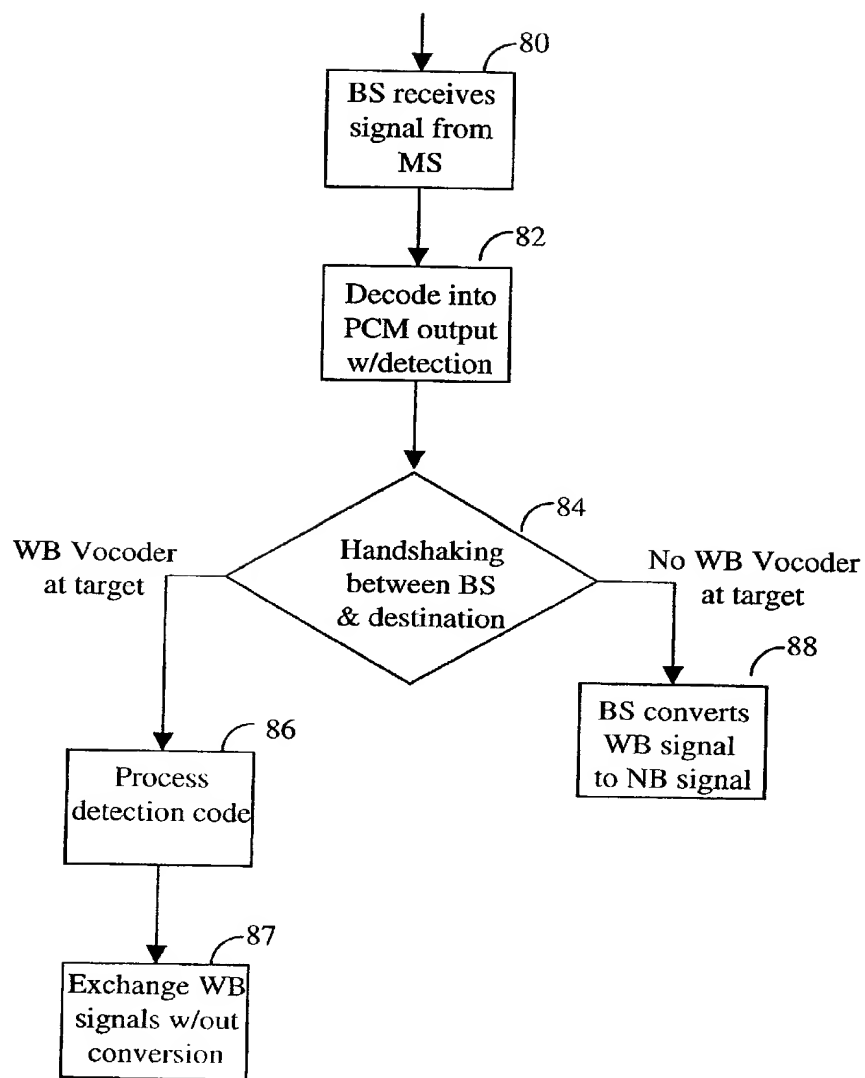 80
BS receives
signal from
MS
82
Decode into
PCM output
w/detection
84
Handshaking
between BS
& destination
WB Vocoder
at target
No WB Vocoder
at target
88
BS converts
WB signal
to NB signal
86
Process
detection code
87
Exchange WB
signals w/out
conversion